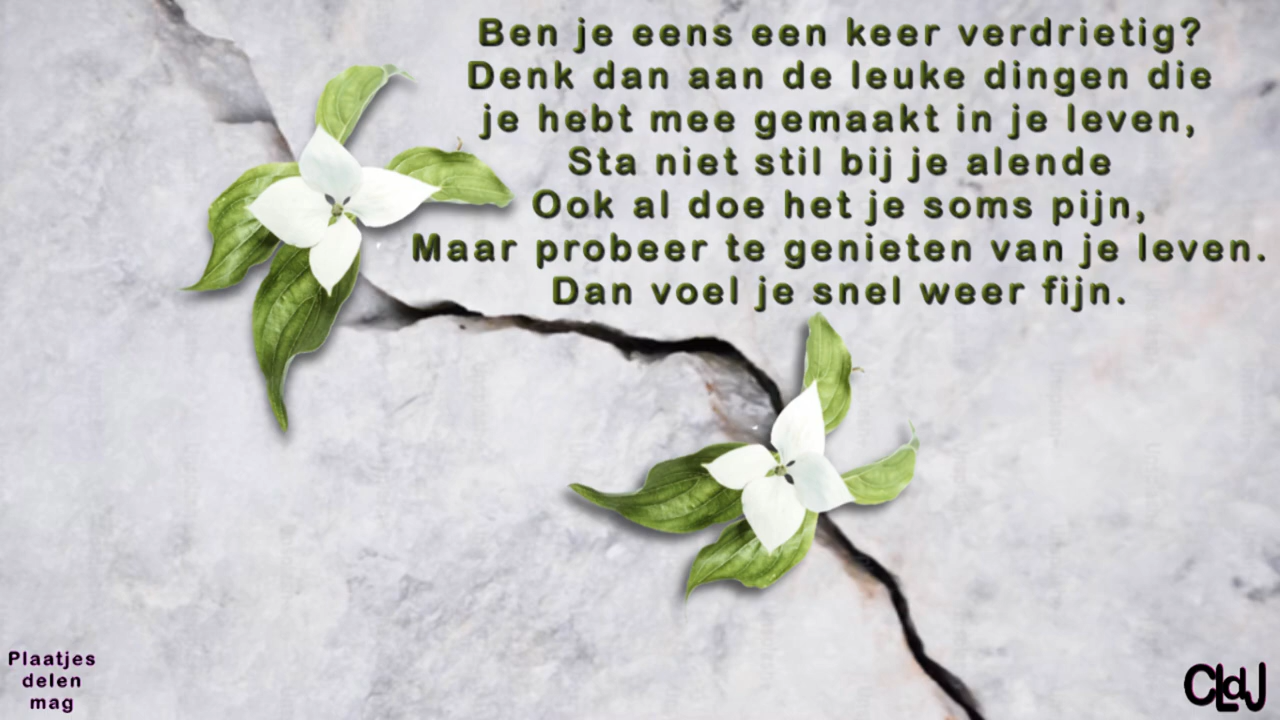 Ben je eens een keer verdrietig?
Denk dan aan de leuke dingen die
je hebt mee gemaakt in je leven,
Sta niet stil bij je alende
Ook al doe het je soms pijn,
Maar probeer te genieten van je leven.
Dan voel je snel weer fijn.
Plaatjes
delen
mag
CLdJ